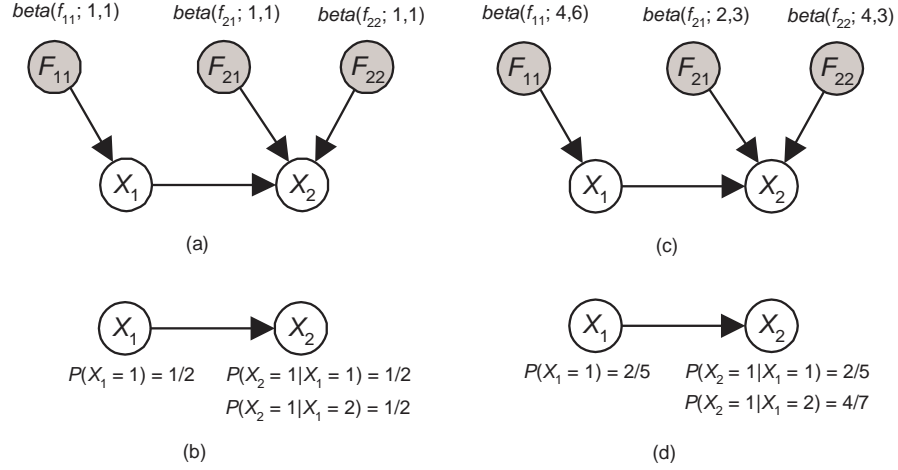 beta(f₁₁; 1,1) beta(f₂₁; 1,1) beta(f₂₂; 1,1)
F₁₁ F₂₁ F₂₂
X₁ X₂
(a)
X₁ X₂
P(X₁ = 1) = 1/2 P(X₂ = 1|X₁ = 1) = 1/2
P(X₂ = 1|X₁ = 2) = 1/2
(b)
beta(f₁₁; 4,6) beta(f₂₁; 2,3) beta(f₂₂; 4,3)
F₁₁ F₂₁ F₂₂
X₁ X₂
(c)
X₁ X₂
P(X₁ = 1) = 2/5 P(X₂ = 1|X₁ = 1) = 2/5
P(X₂ = 1|X₁ = 2) = 4/7
(d)